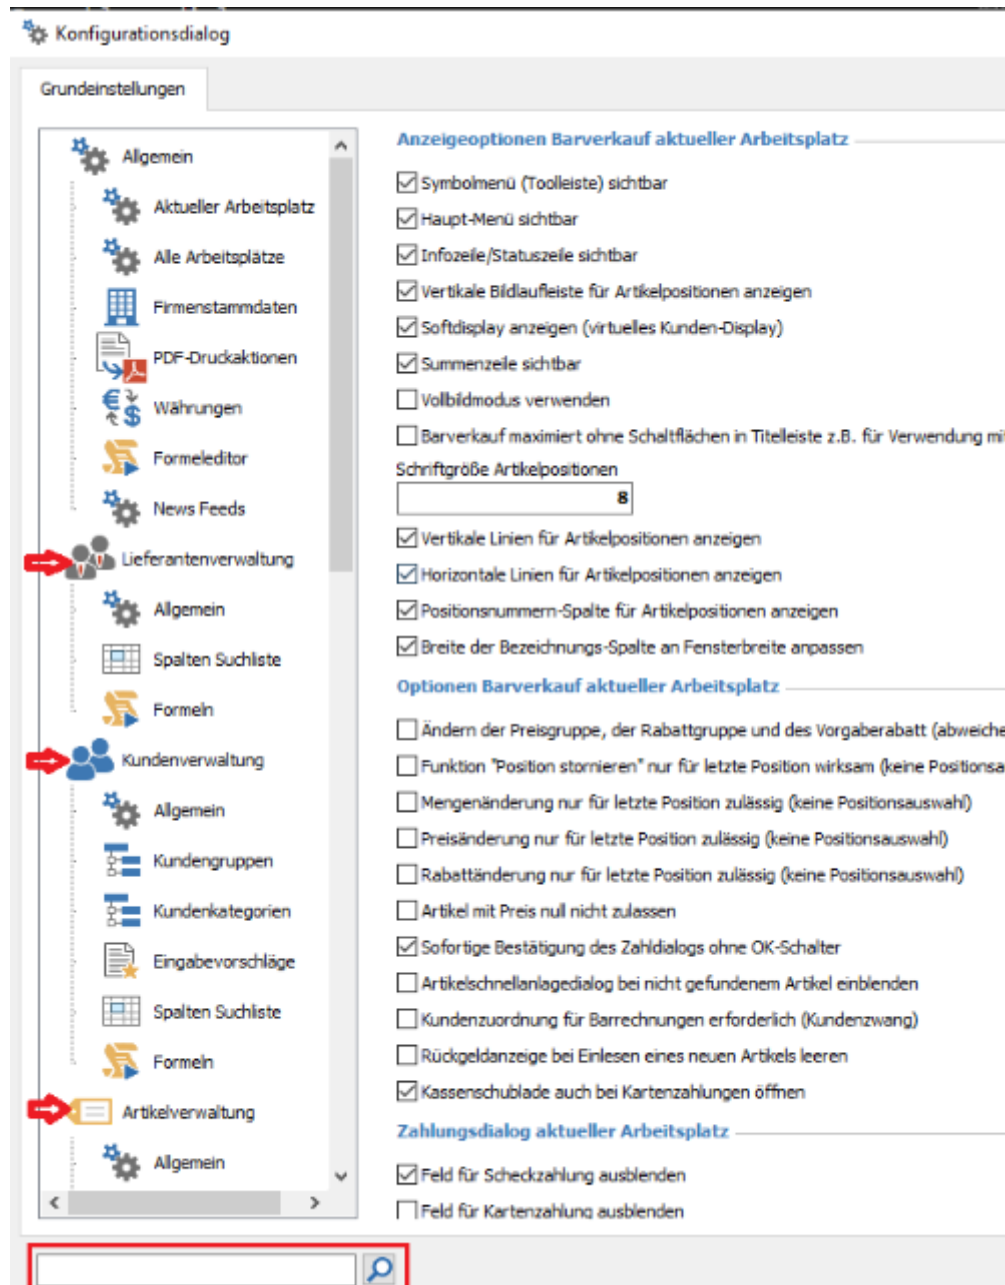 Konfigurationsdialog
Grundeinstellungen
Allgemein
Aktueller Arbeitsplatz
Alle Arbeitsplätze
Firmenstammdaten
PDF-Druckaktionen
Währungen
Formeleditor
News Feeds
Lieferantenverwaltung
Allgemein
Spalten Suchliste
Formeln
Kundenverwaltung
Allgemein
Kundengruppen
Kundenkategorien
Eingabevorschläge
Spalten Suchliste
Formeln
Artikelverwaltung
Allgemein
Anzeigeoptionen Barverkauf aktueller Arbeitsplatz
Symbolmenü (Toolleiste) sichtbar
Haupt-Menü sichtbar
Infozeile/Statuszeile sichtbar
Vertikale Bildlaufleiste für Artikelpositionen anzeigen
Softdisplay anzeigen (virtuelles Kunden-Display)
Summenzeile sichtbar
Vollbildmodus verwenden
Barverkauf maximiert ohne Schaltflächen in Titelleiste z.B. für Verwendung mi
Schriftgröße Artikelpositionen
8
Vertikale Linien für Artikelpositionen anzeigen
Horizontale Linien für Artikelpositionen anzeigen
Positionsnummern-Spalte für Artikelpositionen anzeigen
Breite der Bezeichnungs-Spalte an Fensterbreite anpassen
Optionen Barverkauf aktueller Arbeitsplatz
Ändern der Preisgruppe, der Rabattgruppe und des Vorgaberabatt (abweiche
Funktion "Position stornieren" nur für letzte Position wirksam (keine Positionsa
Mengenänderung nur für letzte Position zulässig (keine Positionsauswahl)
Preisänderung nur für letzte Position zulässig (keine Positionsauswahl)
Rabattänderung nur für letzte Position zulässig (keine Positionsauswahl)
Artikel mit Preis null nicht zulassen
Sofortige Bestätigung des Zahldialogs ohne OK-Schalter
Artikelschnellanlagedialog bei nicht gefundenem Artikel einblenden
Kundenzuordnung für Barrechnungen erforderlich (Kundenzwang)
Rückgeldanzeige bei Einlesen eines neuen Artikels leeren
Kassenschublade auch bei Kartenzahlungen öffnen
Zahlungsdialog aktueller Arbeitsplatz
Feld für Scheckzahlung ausblenden
Feld für Kartenzahlung ausblenden